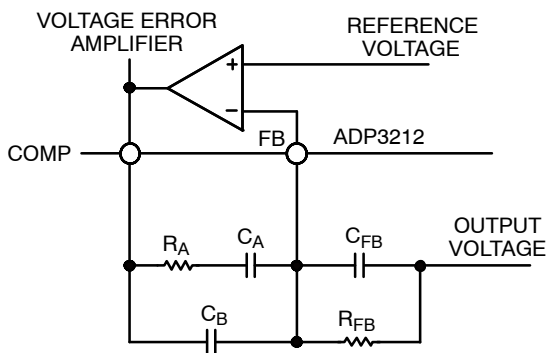 VOLTAGE ERROR
AMPLIFIER
REFERENCE
VOLTAGE
+
−
COMP
FB
ADP3212
OUTPUT
VOLTAGE
RA
CA
CFB
CB
RFB